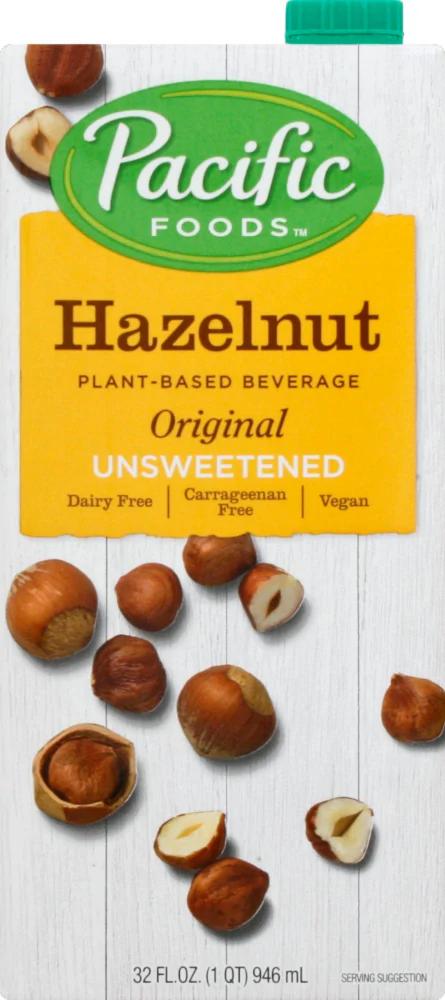 Pacific
FOODS™
Hazelnut
PLANT-BASED BEVERAGE
Original
UNSWEETENED
Dairy Free | Carrageenan Free | Vegan
32 FL.OZ. (1 QT) 946 mL
SERVING SUGGESTION